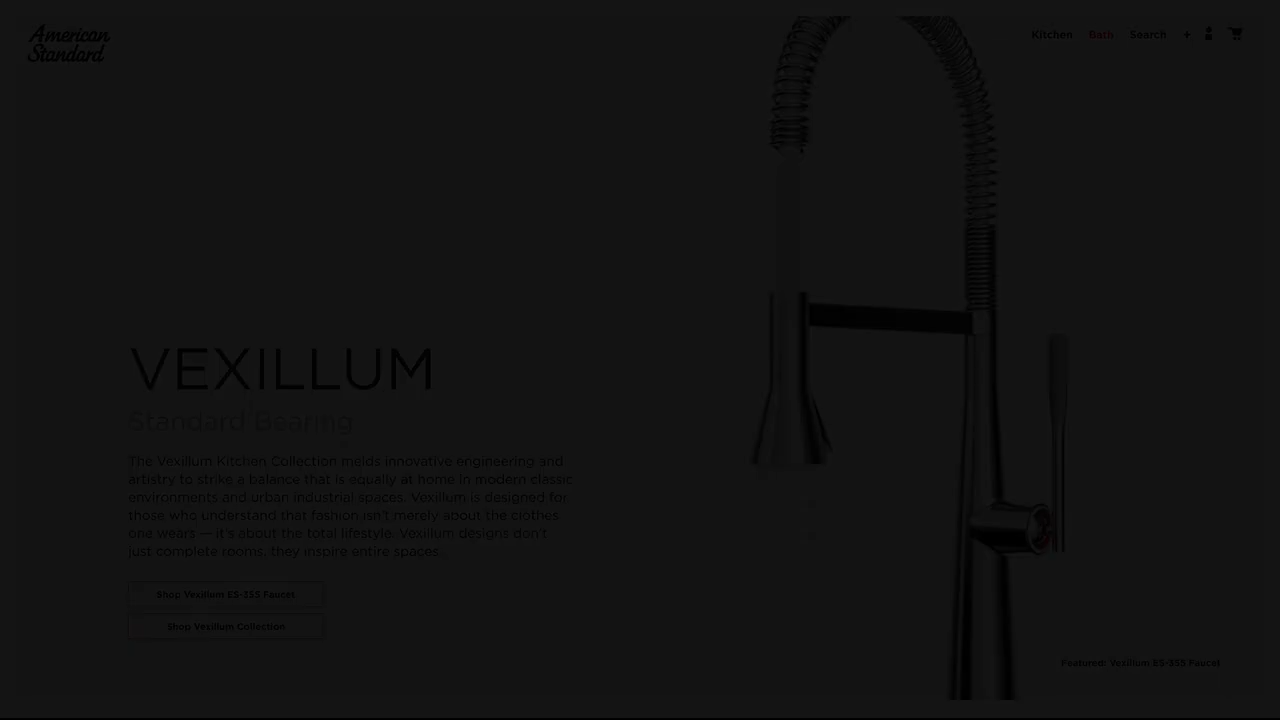 American
Standard
Kitchen Bath Search +
VEXILLUM
Standard Bearing
The Vexillum Kitchen Collection melds innovative engineering and
artistry to strike a balance that is equally at home in modern classic
environments and urban industrial spaces. Vexillum is designed for
those who understand that fashion isn't merely about the clothes
one wears — it's about the total lifestyle. Vexillum designs don't
just complete rooms, they inspire entire spaces.
Shop Vexillum ES-355 Faucet
Shop Vexillum Collection
Featured: Vexillum ES-355 Faucet